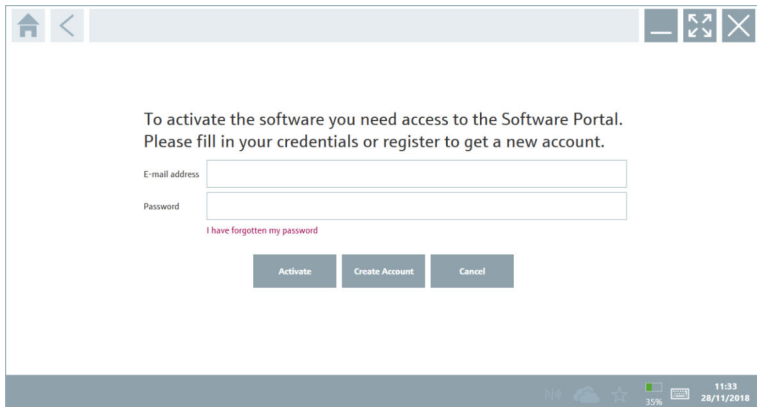 To activate the software you need access to the Software Portal.
Please fill in your credentials or register to get a new account.
E-mail address
Password
I have forgotten my password
Activate
Create Account
Cancel
35%
11:33
28/11/2018